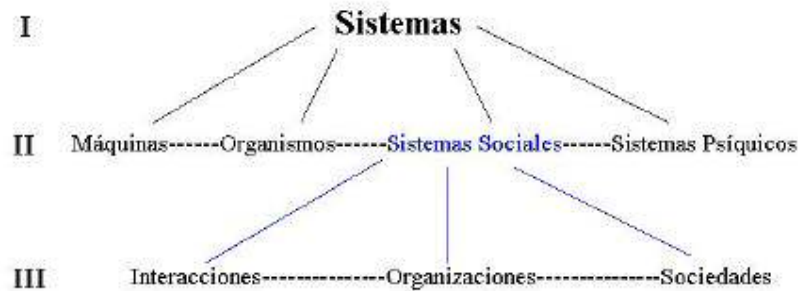 I Sistemas
II Máquinas------Organismos------Sistemas Sociales------Sistemas Psíquicos
III Interacciones---------------Organizaciones---------------Sociedades